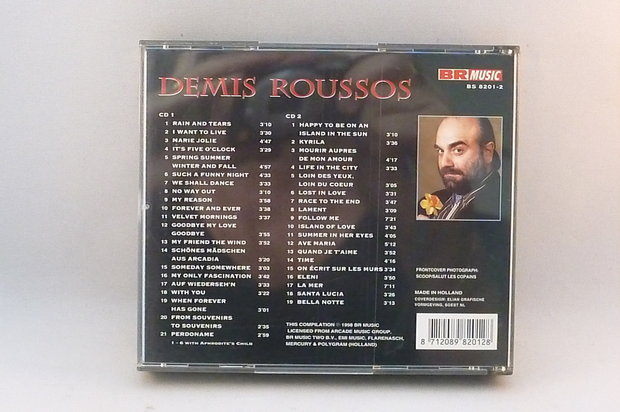 DEMIS ROUSSOS
BR MUSIC
BS 8201-2
CD 1
1 RAIN AND TEARS 3'10
2 I WANT TO LIVE 3'30
3 MARIE JOLIE 4'47
4 IT'S FIVE O'CLOCK 3'29
5 SPRING SUMMER
WINTER AND FALL 4'57
6 SUCH A FUNNY NIGHT 4'33
7 WE SHALL DANCE 3'33
8 NO WAY OUT 3'10
9 MY REASON 3'58
10 FOREVER AND EVER 3'38
11 VELVET MORNINGS 3'37
12 GOODBYE MY LOVE
GOODBYE 3'55
13 MY FRIEND THE WIND 3'52
14 SCHÖNES MÄDSCHEN
AUS ARCADIA 3'20
15 SOMEDAY SOMEWHERE 3'03
16 MY ONLY FASCINATION 3'42
17 AUF WIEDERSEH'N 3'33
18 WITH YOU 3'22
19 WHEN FOREVER
HAS GONE 3'01
20 FROM SOUVENIRS
TO SOUVENIRS 2'35
21 PERDONAME 2'59
1 - 6 WITH APHRODITE'S CHILD
CD 2
1 HAPPY TO BE ON AN
ISLAND IN THE SUN 3'10
2 KYRILA 3'36
3 MOURIR AUPRES
DE MON AMOUR 4'17
4 LIFE IN THE CITY 3'33
5 LOIN DES YEUX,
LOIN DU COEUR 3'03
6 LOST IN LOVE 3'31
7 RACE TO THE END 3'47
8 LAMENT 3'09
9 FOLLOW ME 7'21
10 ISLAND OF LOVE 3'43
11 SUMMER IN HER EYES 4'05
12 AVE MARIA 5'12
13 QUAND JE T'AIME 3'52
14 TIME 4'16
15 ON ÉCRIT SUR LES MURS 3'34
16 ELENI 3'50
17 LA MER 7'11
18 SANTA LUCIA 3'26
19 BELLA NOTTE 3'13
THIS COMPILATION ℗ 1998 BR MUSIC
LICENSED FROM ARCADE MUSIC GROUP,
BR MUSIC TWO B.V., EMI MUSIC, FLARENASCH,
MERCURY & POLYGRAM (HOLLAND)
FRONTCOVER PHOTOGRAPH:
SCOOP/SALUT LES COPAINS
MADE IN HOLLAND
COVERDESIGN: ELIAN GRAFISCHE
VORMGEVING, SOEST NL
8 712089 820128